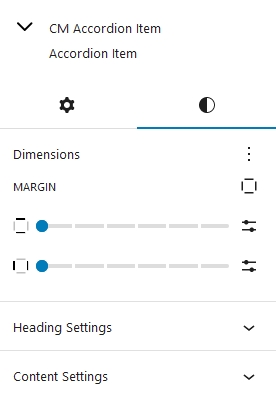 CM Accordion Item
Accordion Item
Dimensions
MARGIN
Heading Settings
Content Settings